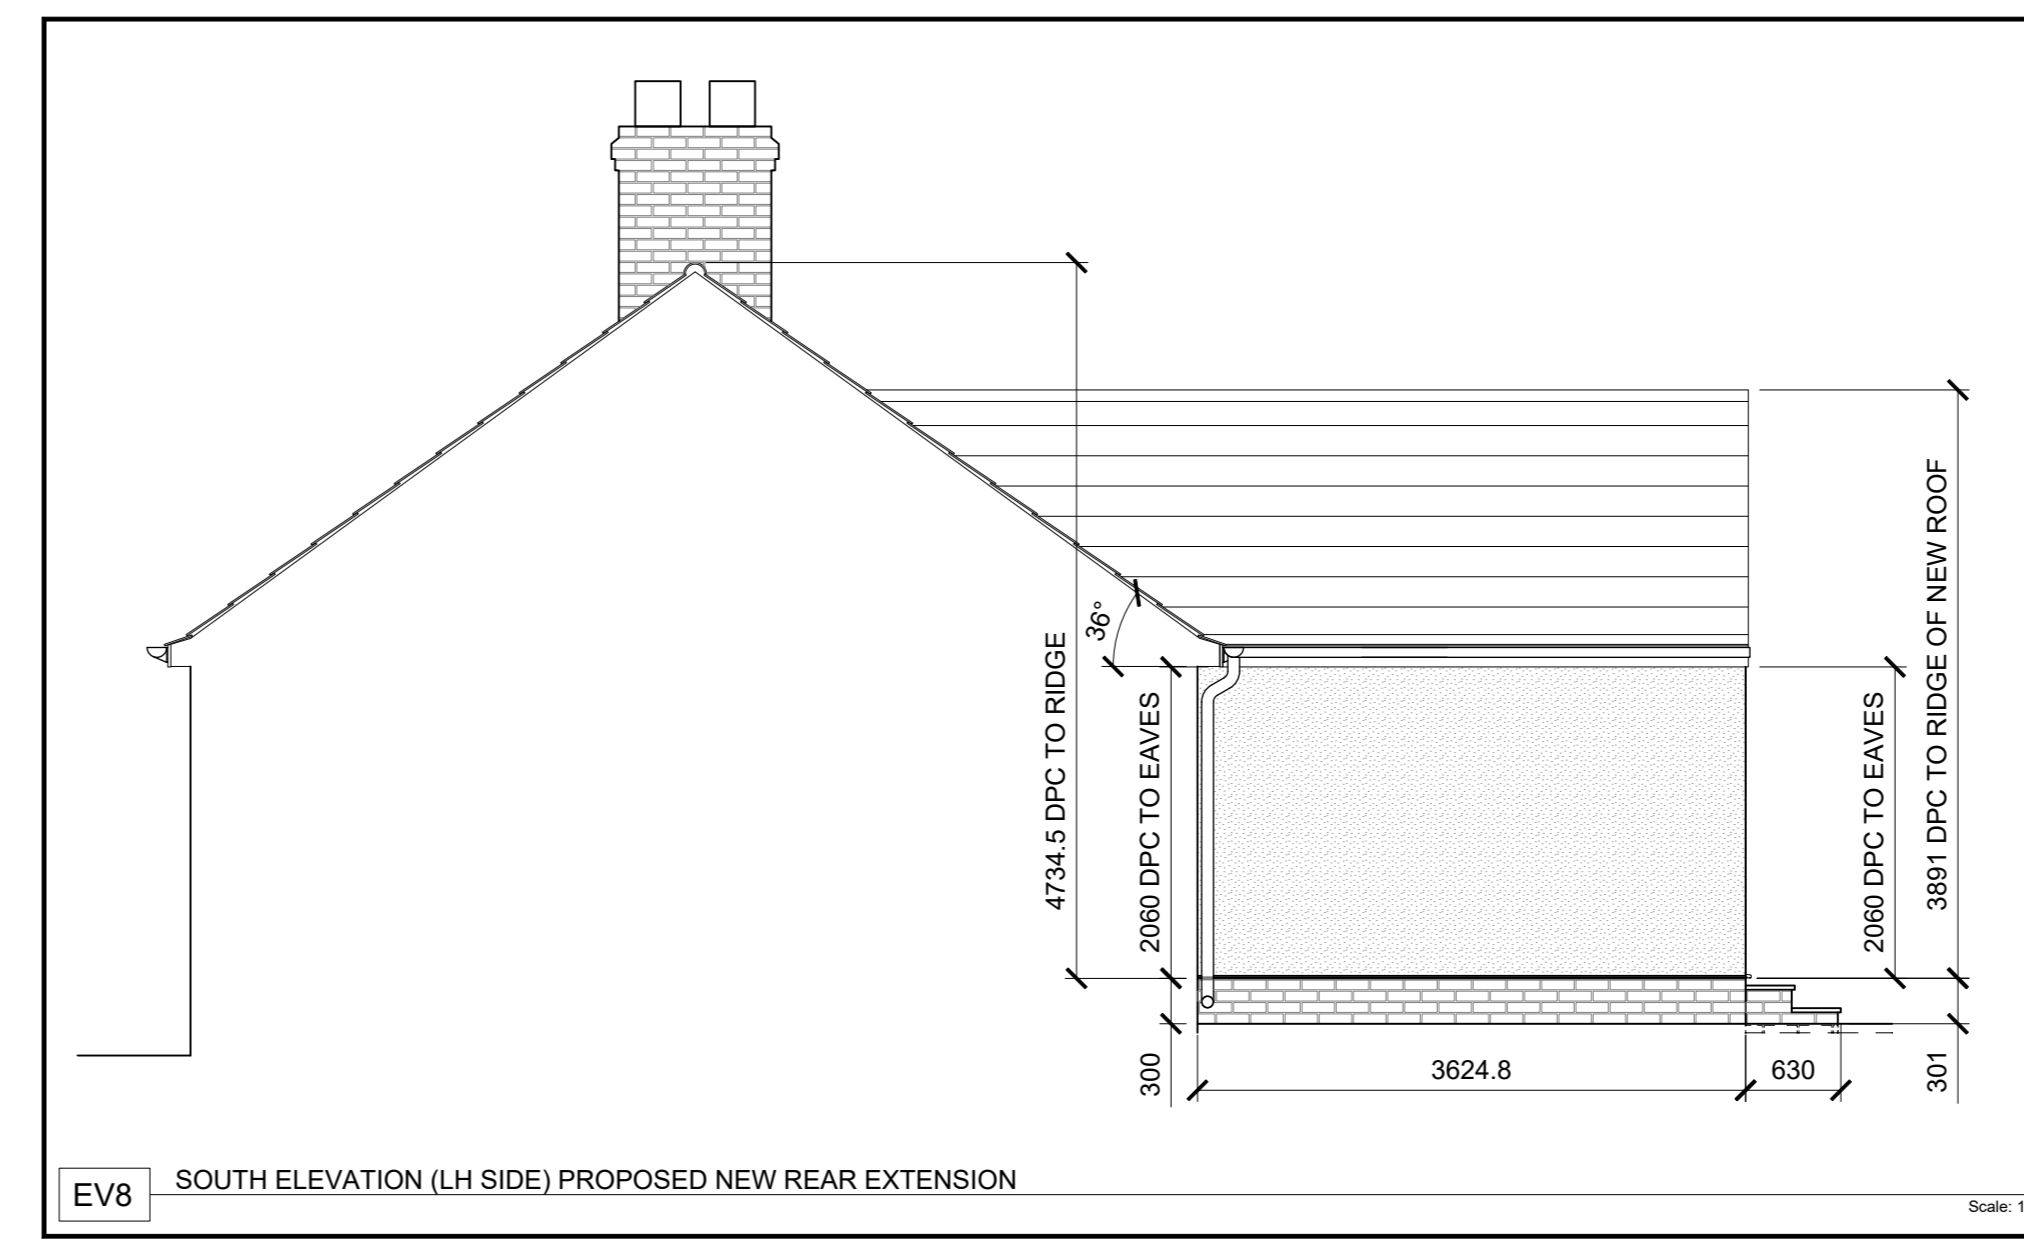 4734.5 DPC TO RIDGE
36°
2060 DPC TO EAVES
300
3624.8
630
2060 DPC TO EAVES
3891 DPC TO RIDGE OF NEW ROOF
301
EV8
SOUTH ELEVATION (LH SIDE) PROPOSED NEW REAR EXTENSION
Scale: 1